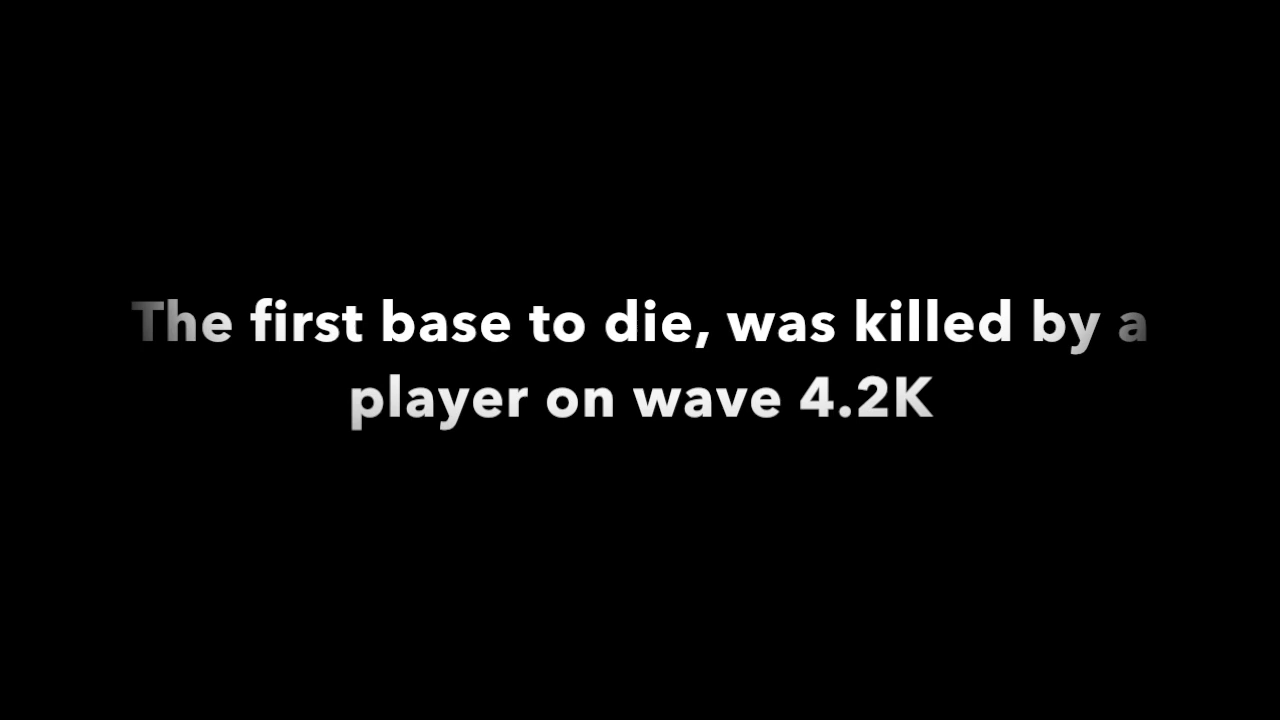 The first base to die, was killed by a
player on wave 4.2K